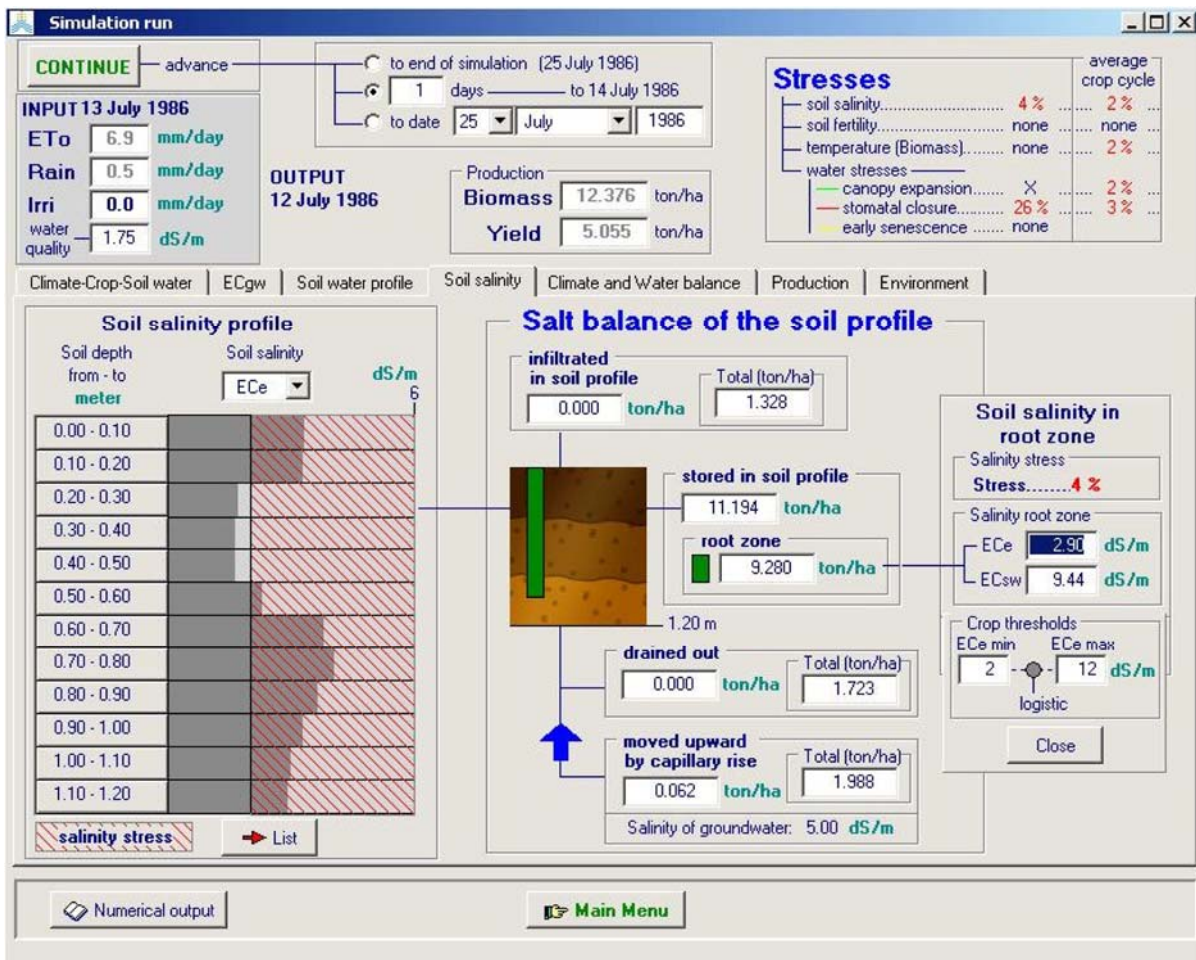 Simulation run
CONTINUE advance
to end of simulation (25 July 1986)
1 days to 14 July 1986
to date 25 July 1986
INPUT 13 July 1986
ETo 6.9 mm/day
Rain 0.5 mm/day
Irri 0.0 mm/day
water quality 1.75 dS/m
OUTPUT
12 July 1986
Production
Biomass 12.376 ton/ha
Yield 5.055 ton/ha
Stresses
average
crop cycle
soil salinity........................... 4 % ...... 2 % ...
soil fertility............................ none ...... none ...
temperature (Biomass)......... none ...... 2 % ...
water stresses
canopy expansion...... X ...... 2 % ...
stomatal closure......... 26 % ...... 3 % ...
early senescence ....... none
Climate-Crop-Soil water ECgw Soil water profile Soil salinity Climate and Water balance Production Environment
Soil salinity profile
Soil depth
from - to
meter
Soil salinity
ECe
dS/m
6
0.00 - 0.10
0.10 - 0.20
0.20 - 0.30
0.30 - 0.40
0.40 - 0.50
0.50 - 0.60
0.60 - 0.70
0.70 - 0.80
0.80 - 0.90
0.90 - 1.00
1.00 - 1.10
1.10 - 1.20
salinity stress
List
Salt balance of the soil profile
infiltrated
in soil profile
0.000 ton/ha
Total (ton/ha)
1.328
stored in soil profile
11.194 ton/ha
root zone
9.280 ton/ha
1.20 m
drained out
0.000 ton/ha
Total (ton/ha)
1.723
moved upward
by capillary rise
0.062 ton/ha
Total (ton/ha)
1.988
Salinity of groundwater: 5.00 dS/m
Soil salinity in
root zone
Salinity stress
Stress.......4 %
Salinity root zone
ECe 2.90 dS/m
ECsw 9.44 dS/m
Crop thresholds
ECe min ECe max
2 12 dS/m
logistic
Close
Numerical output
Main Menu